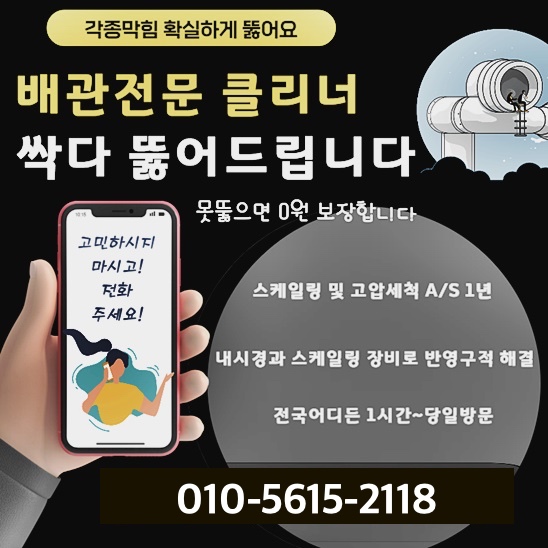 각종막힘 확실하게 뚫어요
배관전문 클리너
싹다 뚫어드립니다
못뚫으면 0원 보장합니다
고민하시지
마시고!
전화
주세요!
스케일링 및 고압세척 A/S 1년
내시경과 스케일링 장비로 반영구적 해결
전국어디든 1시간~당일방문
010-5615-2118